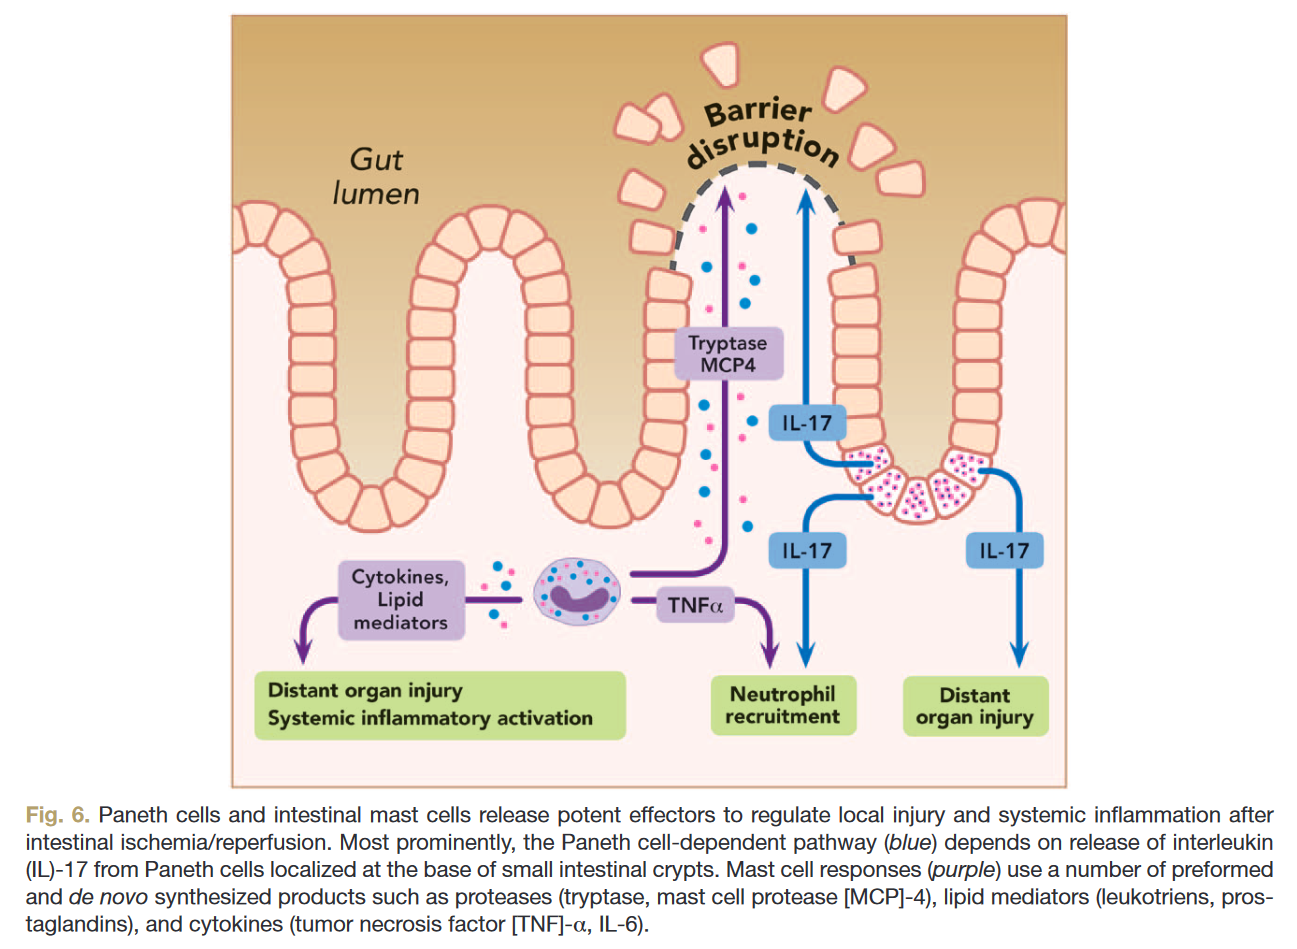 Gut
lumen
Barrier
disruption
Tryptase
MCP4
IL-17
IL-17
IL-17
Cytokines,
Lipid
mediators
TNFα
Distant organ injury
Systemic inflammatory activation
Neutrophil
recruitment
Distant
organ injury
Fig. 6. Paneth cells and intestinal mast cells release potent effectors to regulate local injury and systemic inflammation after
intestinal ischemia/reperfusion. Most prominently, the Paneth cell-dependent pathway (blue) depends on release of interleukin
(IL)-17 from Paneth cells localized at the base of small intestinal crypts. Mast cell responses (purple) use a number of preformed
and de novo synthesized products such as proteases (tryptase, mast cell protease [MCP]-4), lipid mediators (leukotriens, pros-
taglandins), and cytokines (tumor necrosis factor [TNF]-α, IL-6).